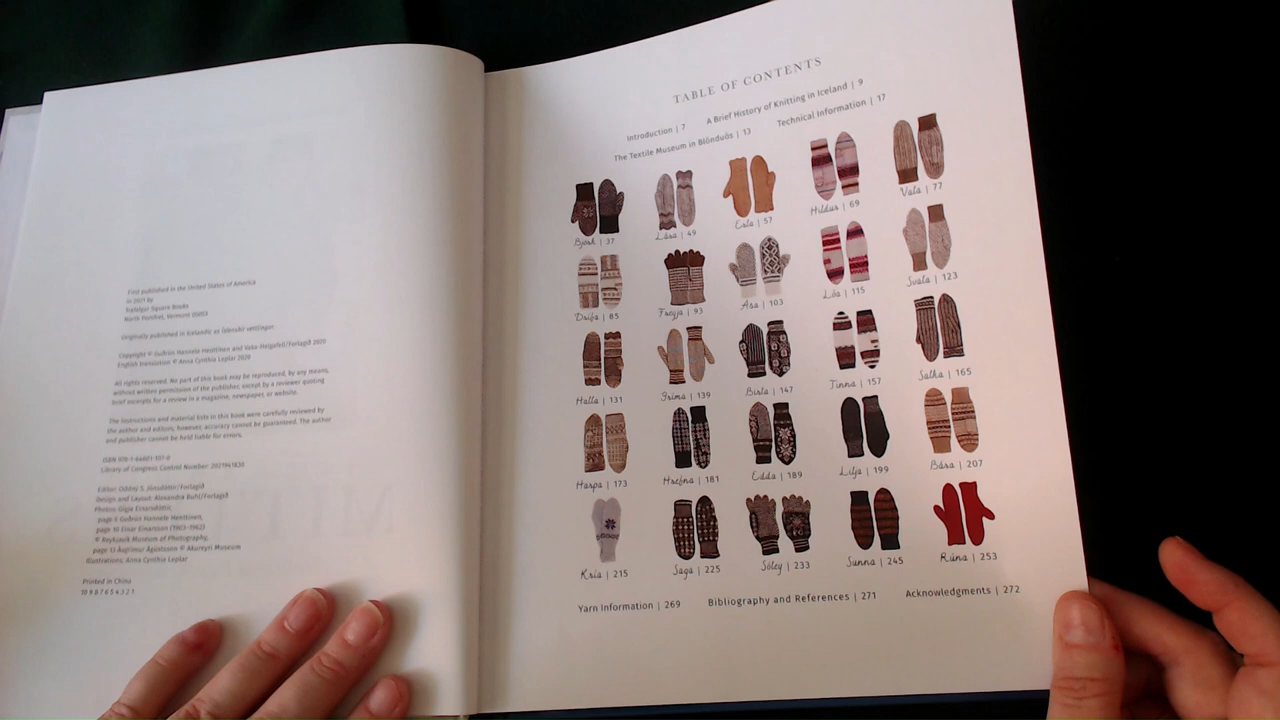 First published in the United States of America
in 2021 by
Trafalgar Square Books
North Pomfret, Vermont 05053
Originally published in Icelandic as Íslenskir vettlingar.
Copyright © Guðrún Hannele Henttinen and Vaka-Helgafell/Forlagið 2020
English translation © Anna Cynthia Leplar 2020
All rights reserved. No part of this book may be reproduced, by any means,
without written permission of the publisher, except by a reviewer quoting
brief excerpts for a review in a magazine, newspaper, or website.
The instructions and material lists in this book were carefully reviewed by
the author and editors; however, accuracy cannot be guaranteed. The author
and publisher cannot be held liable for errors.
ISBN 978-1-64601-107-0
Library of Congress Control Number: 2021941830
Editor: Oddný S. Jónsdóttir/Forlagið
Design and Layout: Alexandra Buhl/Forlagið
Photos: Gígja Einarsdóttir,
page 6 Guðrún Hannele Henttinen,
page 10 Einar Einarsson (1903–1962)
© Reykjavík Museum of Photography,
page 13 Ásgrímur Ágústsson © Akureyri Museum
Illustrations: Anna Cynthia Leplar
Printed in China
10 9 8 7 6 5 4 3 2 1
TABLE OF CONTENTS
Introduction | 7 A Brief History of Knitting in Iceland | 9
The Textile Museum in Blönduós | 13 Technical Information | 17
Björk | 37 Lára | 49 Esla | 57 Hildur | 69 Vala | 77
Drífa | 85 Freyja | 93 Ása | 103 Lóa | 115 Svala | 123
Halla | 131 Gríma | 139 Birta | 147 Tinna | 157 Salka | 165
Harpa | 173 Hrefna | 181 Edda | 189 Lilja | 199 Bára | 207
Kría | 215 Saga | 225 Sóley | 233 Sunna | 245 Rúna | 253
Yarn Information | 269 Bibliography and References | 271 Acknowledgments | 272